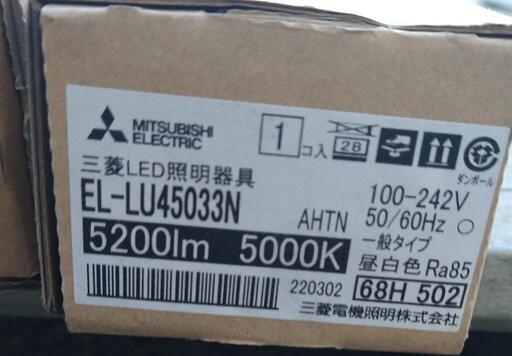 MITSUBISHI
ELECTRIC
1 コ入
28
ダンボール
三菱LED照明器具
EL-LU45033N
AHTN
100-242V
50/60Hz
一般タイプ
5200lm 5000K
昼白色 Ra85
220302
68H 502
三菱電機照明株式会社